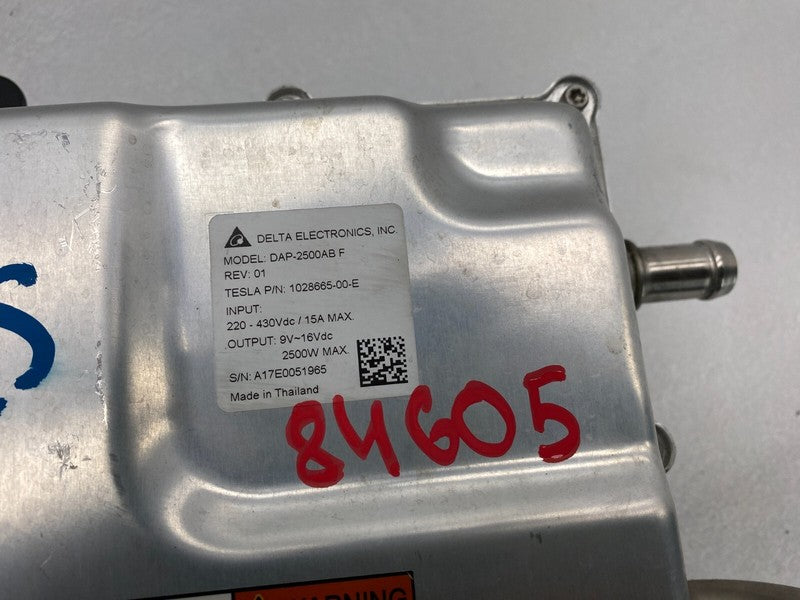 DELTA ELECTRONICS, INC
MODEL: DAP-2500AB F
REV: 01
TESLA P/N: 1028665-00-E
INPUT:
220 - 430Vdc / 15A MAX.
OUTPUT: 9V~16Vdc
2500W MAX.
S/N: A17E0051965
Made in Thailand
84605
S
WARNING